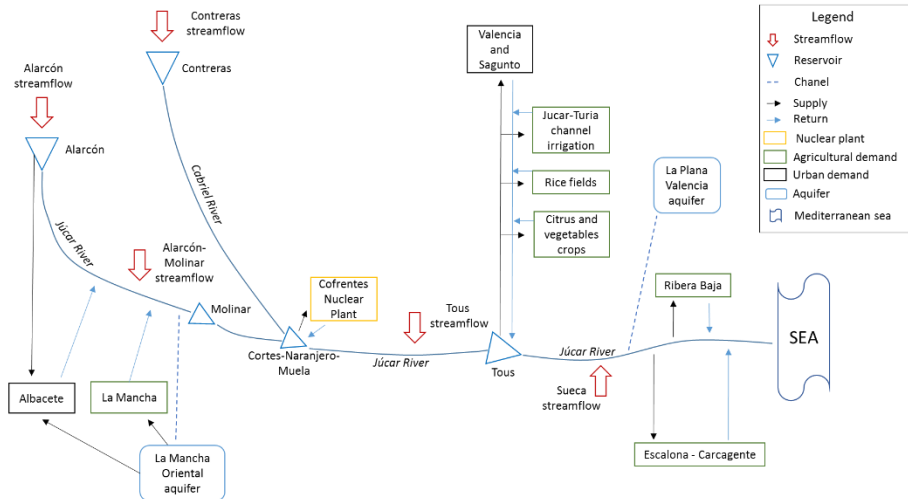 Contreras
streamflow
Contreras
Alarcón
streamflow
Alarcón
Cabriel River
Júcar River
Alarcón-
Molinar
streamflow
Molinar
Cofrentes
Nuclear
Plant
Cortes-Naranjero-
Muela
Júcar River
Tous
streamflow
Tous
Albacete
La Mancha
La Mancha
Oriental
aquifer
Valencia
and
Sagunto
Jucar-Turia
channel
irrigation
Rice fields
Citrus and
vegetables
crops
La Plana
Valencia
aquifer
Ribera Baja
Júcar River
Sueca
streamflow
Escalona - Carcagente
SEA
Legend
Streamflow
Reservoir
Chanel
Supply
Return
Nuclear plant
Agricultural demand
Urban demand
Aquifer
Mediterranean sea